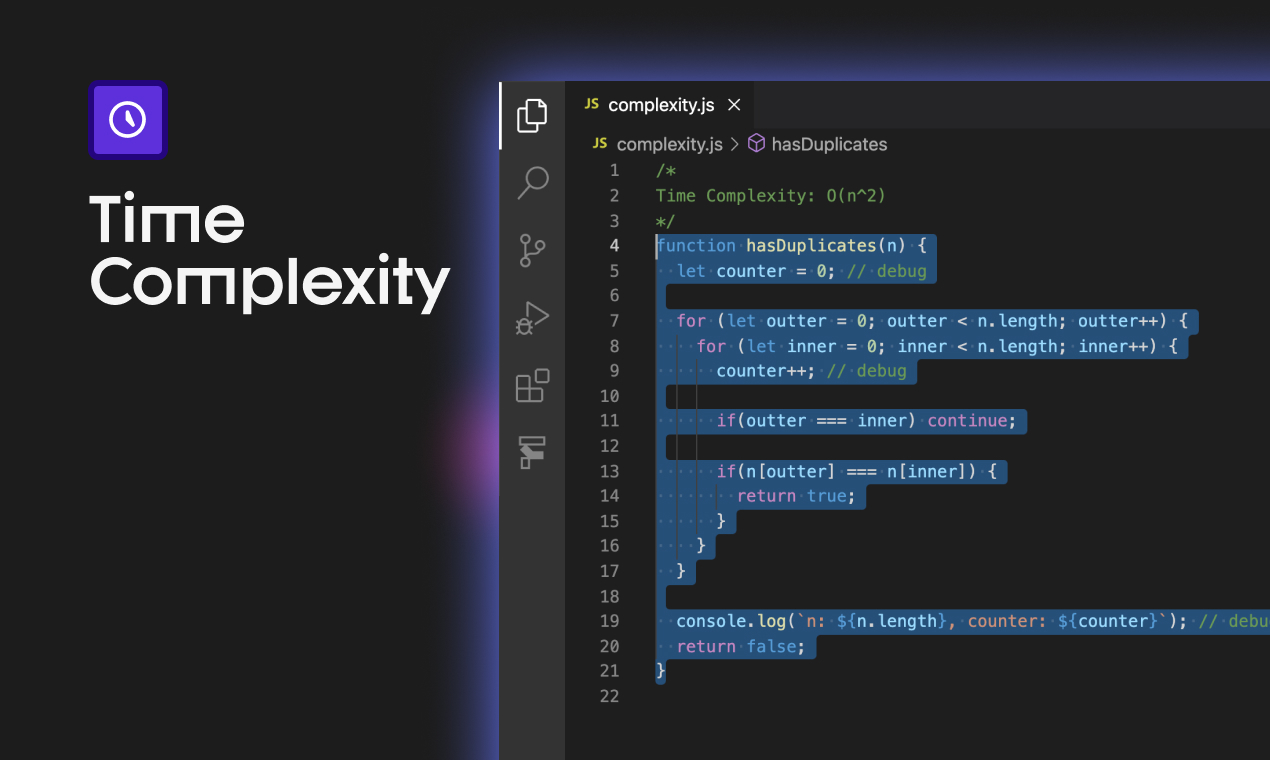 Time
Complexity
JS complexity.js
JS complexity.js > hasDuplicates
1 /*
2 Time Complexity: O(n^2)
3 */
4 function hasDuplicates(n) {
5 let counter = 0; // debug
6
7 for (let outter = 0; outter < n.length; outter++) {
8 for (let inner = 0; inner < n.length; inner++) {
9 counter++; // debug
10
11 if(outter === inner) continue;
12
13 if(n[outter] === n[inner]) {
14 return true;
15 }
16 }
17 }
18
19 console.log(`n: ${n.length}, counter: ${counter}`); // debu
20 return false;
21 }
22